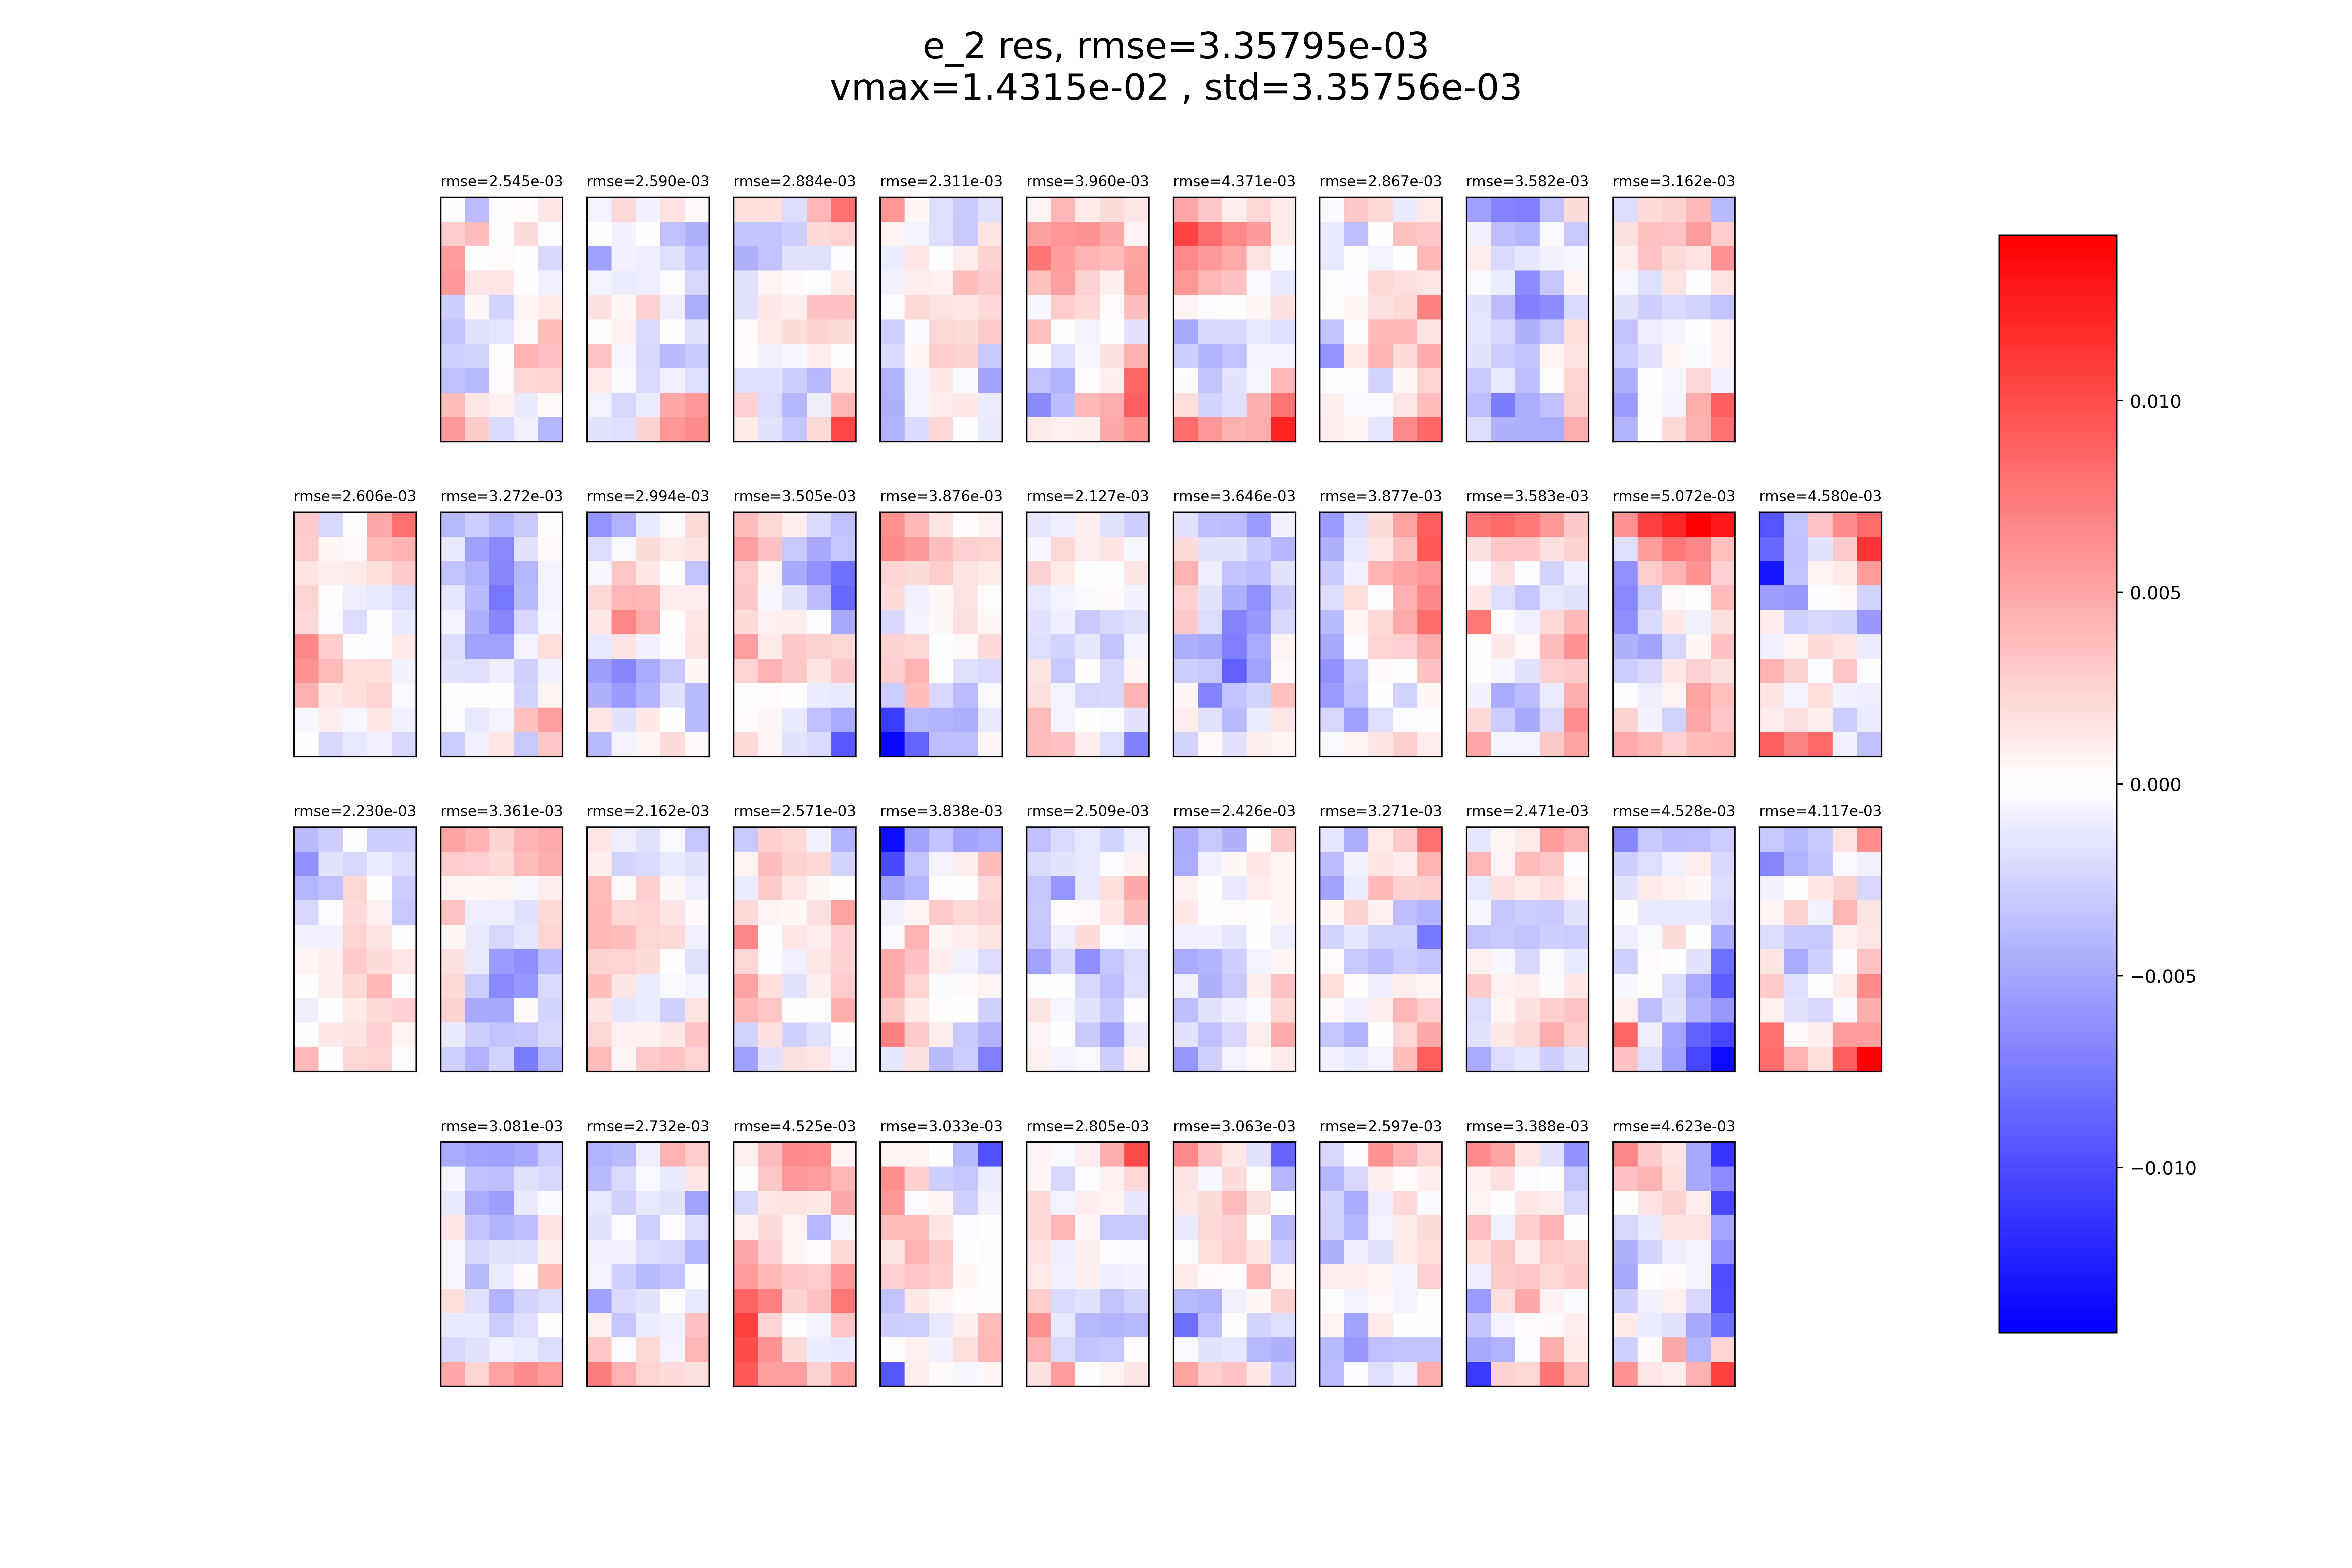 e_2 res, rmse=3.35795e-03
vmax=1.4315e-02 , std=3.35756e-03
rmse=2.545e-03 rmse=2.590e-03 rmse=2.884e-03 rmse=2.311e-03 rmse=3.960e-03 rmse=4.371e-03 rmse=2.867e-03 rmse=3.582e-03 rmse=3.162e-03
rmse=2.606e-03 rmse=3.272e-03 rmse=2.994e-03 rmse=3.505e-03 rmse=3.876e-03 rmse=2.127e-03 rmse=3.646e-03 rmse=3.877e-03 rmse=3.583e-03 rmse=5.072e-03 rmse=4.580e-03
rmse=2.230e-03 rmse=3.361e-03 rmse=2.162e-03 rmse=2.571e-03 rmse=3.838e-03 rmse=2.509e-03 rmse=2.426e-03 rmse=3.271e-03 rmse=2.471e-03 rmse=4.528e-03 rmse=4.117e-03
rmse=3.081e-03 rmse=2.732e-03 rmse=4.525e-03 rmse=3.033e-03 rmse=2.805e-03 rmse=3.063e-03 rmse=2.597e-03 rmse=3.388e-03 rmse=4.623e-03
0.010
0.005
0.000
−0.005
−0.010